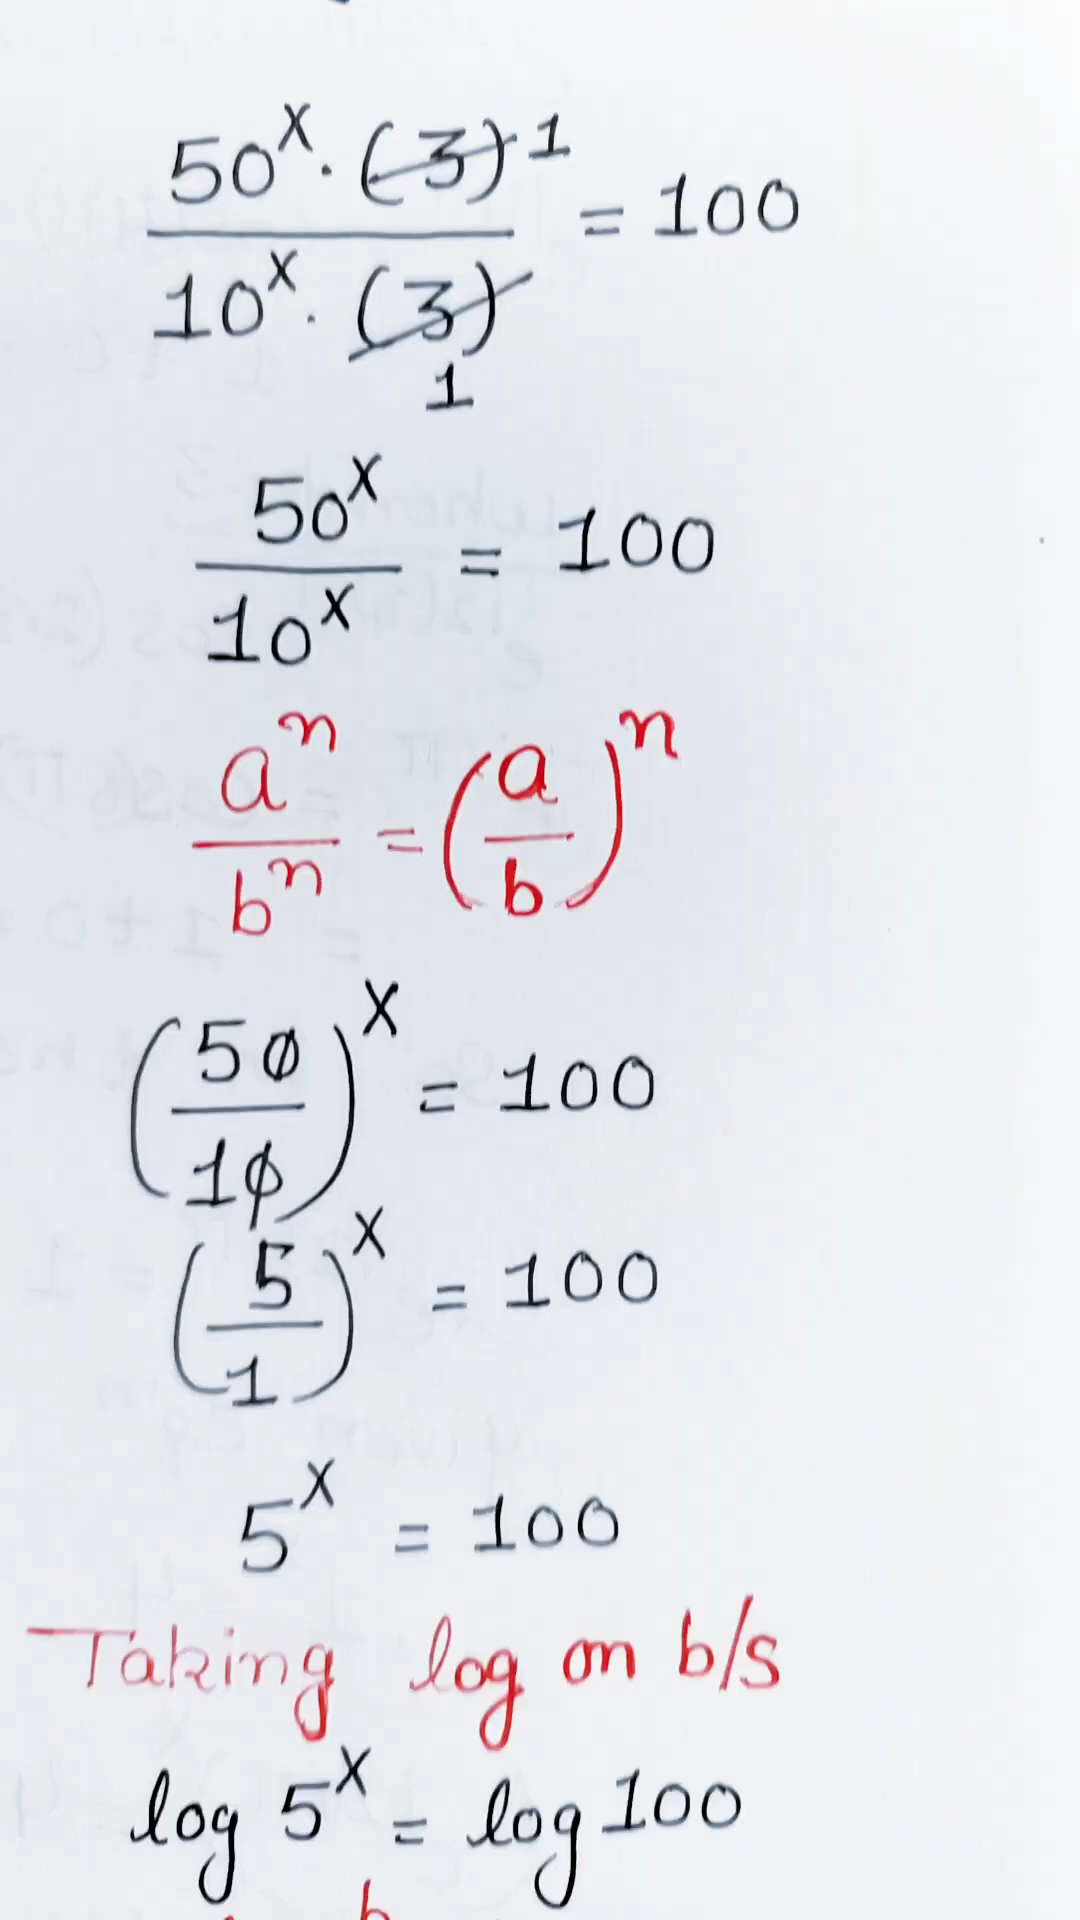 50^x · (3) 1 / 10^x · (3) 1 = 100
50^x / 10^x = 100
a^n / b^n = (a / b)^n
(50 / 10)^x = 100
(5 / 1)^x = 100
5^x = 100
Taking log on b/s
log 5^x = log 100
b